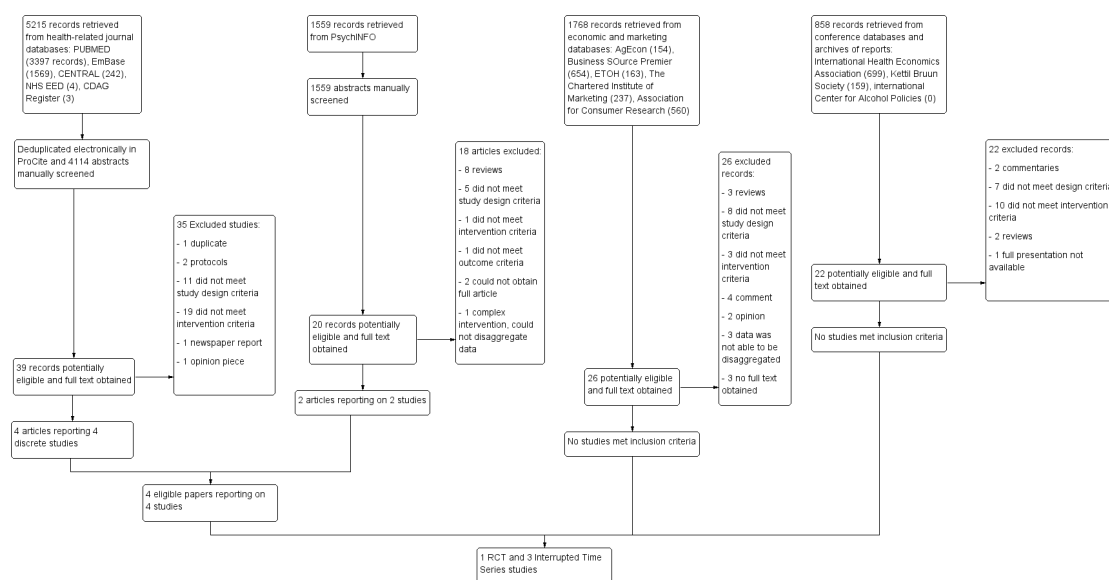 5215 records retrieved
from health-related journal
databases: PUBMED
(3397 records), EmBase
(1569), CENTRAL (242),
NHS EED (4), CDAG
Register (3)
1559 records retrieved
from PsychINFO
1768 records retrieved from
economic and marketing
databases: AgEcon (154),
Business SOurce Premier
(654), ETOH (163), The
Chartered Institute of
Marketing (237), Association
for Consumer Research (560)
858 records retrieved from
conference databases and
archives of reports:
International Health Economics
Association (699), Kettil Bruun
Society (159), international
Center for Alcohol Policies (0)
1559 abstracts manually
screened
Deduplicated electronically in
ProCite and 4114 abstracts
manually screened
18 articles excluded:
- 8 reviews
- 5 did not meet
study design criteria
- 1 did not meet
intervention criteria
- 1 did not meet
outcome criteria
- 2 could not obtain
full article
- 1 complex
intervention, could
not disaggregate
data
26 excluded
records:
- 3 reviews
- 8 did not meet
study design
criteria
- 3 did not meet
intervention
criteria
- 4 comment
- 2 opinion
- 3 data was
not able to be
disaggregated
- 3 no full text
obtained
22 excluded records:
- 2 commentaries
- 7 did not meet design criteria
- 10 did not meet intervention
criteria
- 2 reviews
- 1 full presentation not
available
35 Excluded studies:
- 1 duplicate
- 2 protocols
- 11 did not meet
study design criteria
- 19 did not meet
intervention criteria
- 1 newspaper report
- 1 opinion piece
22 potentially eligible and full
text obtained
20 records potentially
eligible and full text
obtained
No studies met inclusion criteria
39 records potentially
eligible and full text obtained
26 potentially eligible
and full text obtained
2 articles reporting on 2 studies
4 articles reporting 4
discrete studies
No studies met inclusion criteria
4 eligible papers reporting on
4 studies
1 RCT and 3 Interrupted Time
Series studies